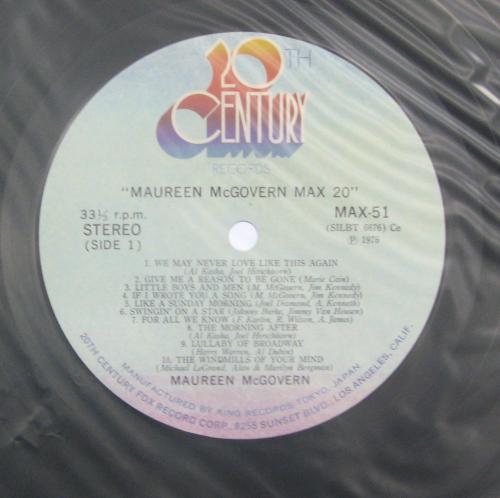 20TH
CENTURY
RECORDS
"MAUREEN McGOVERN MAX 20"
33⅓ r.p.m.
STEREO
(SIDE 1)
MAX-51
(SILBT 6676) Ce
Ⓟ 1976
1. WE MAY NEVER LOVE LIKE THIS AGAIN
(Al Kasha, Joel Hirschhorn)
2. GIVE ME A REASON TO BE GONE (Marie Cain)
3. LITTLE BOYS AND MEN (M. McGovern, Jim Kennedy)
4. IF I WROTE YOU A SONG (M. McGovern, Jim Kennedy)
5. LIKE A SUNDAY MORNING (Joel Diamond, A. Kenneth)
6. SWINGIN' ON A STAR (Johnny Burke, Jimmy Van Heusen)
7. FOR ALL WE KNOW (F. Karlin, R. Wilson, A. James)
8. THE MORNING AFTER
(Al Kasha, Joel Hirschhorn)
9. LULLABY OF BROADWAY
(Harry Warren, Al Dubin)
10. THE WINDMILLS OF YOUR MIND
(Michael LeGrand, Alan & Marilyn Bergman)
MAUREEN McGOVERN
MANUFACTURED BY KING RECORDS TOKYO, JAPAN
20TH CENTURY FOX RECORD CORP., 8255 SUNSET BLVD., LOS ANGELES, CALIF.